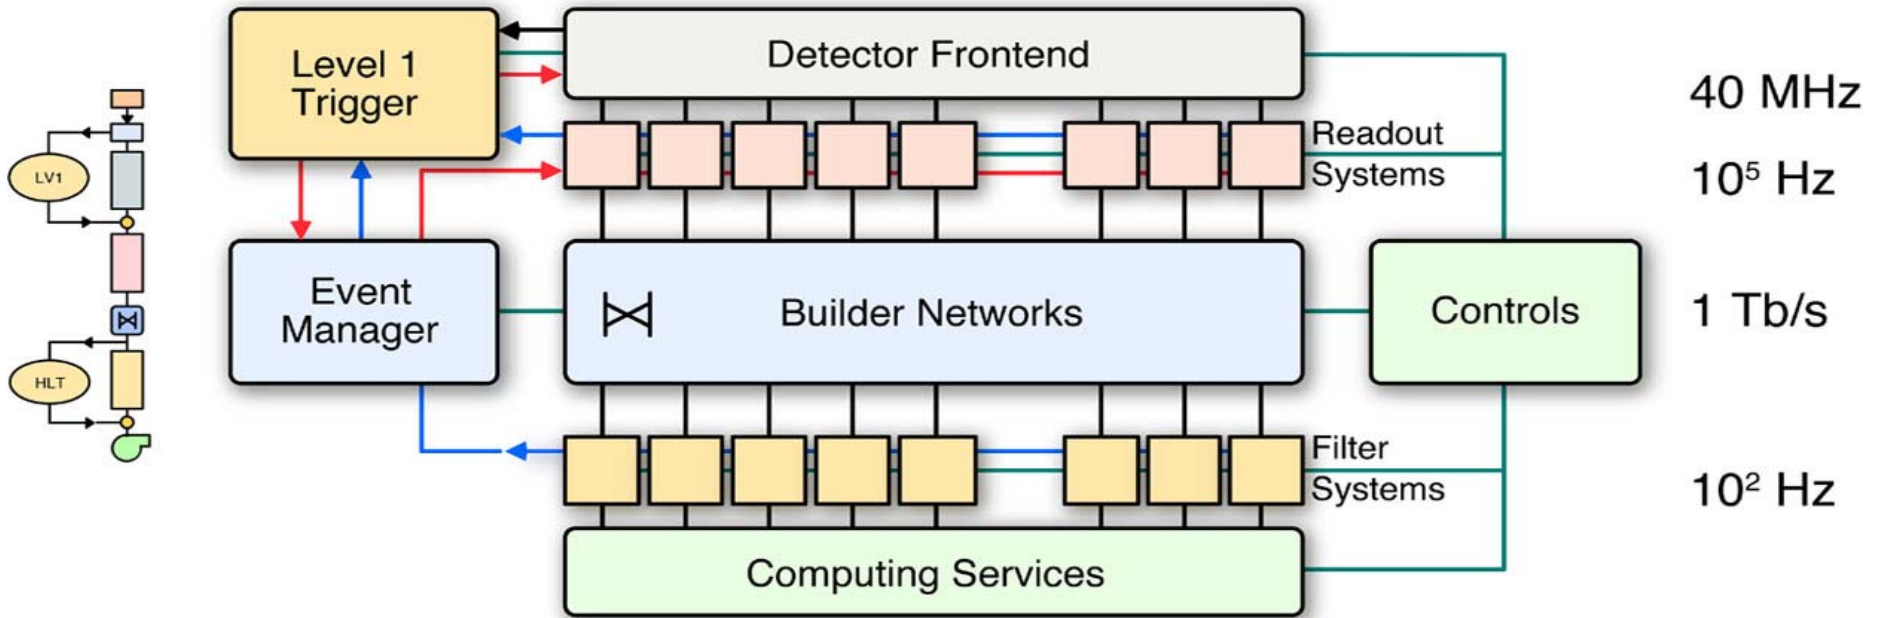 Level 1
Trigger
Detector Frontend
40 MHz
Readout
Systems
10⁵ Hz
LV1
Event
Manager
Builder Networks
Controls
1 Tb/s
HLT
Filter
Systems
10² Hz
Computing Services